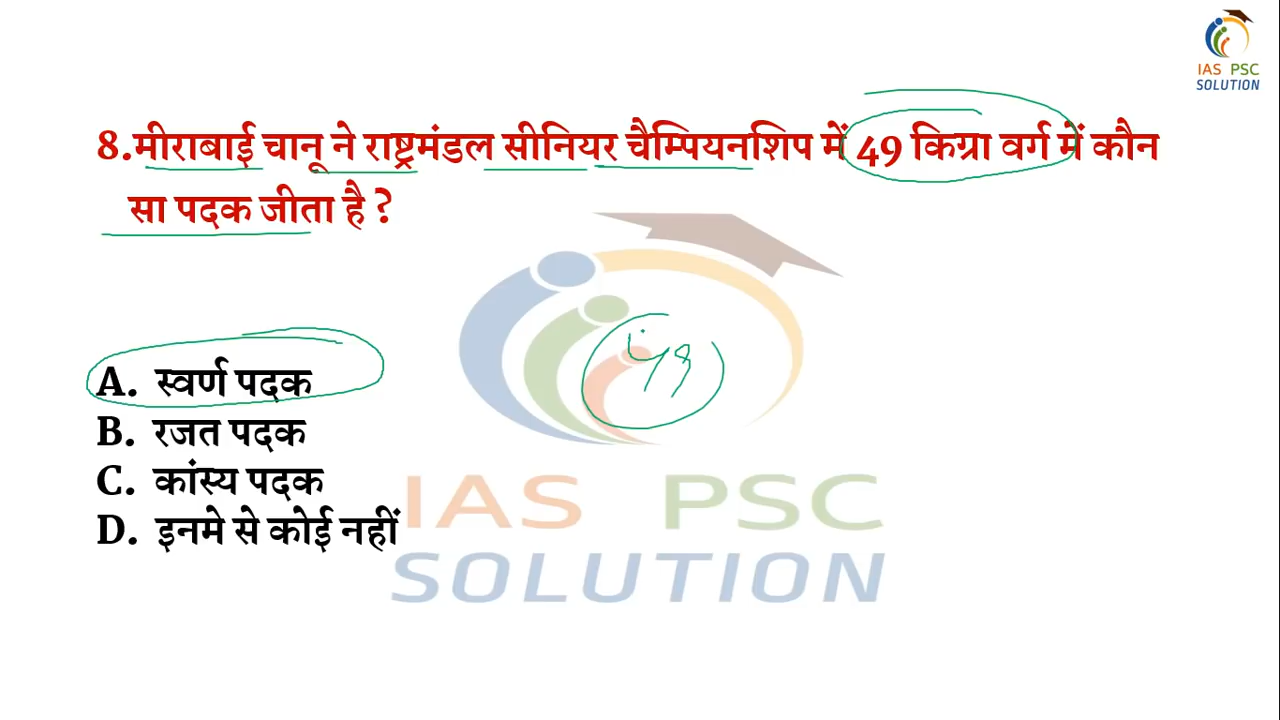 IAS PSC
SOLUTION
8.मीराबाई चानू ने राष्ट्रमंडल सीनियर चैम्पियनशिप में 49 किग्रा वर्ग में कौन
सा पदक जीता है ?
A. स्वर्ण पदक
B. रजत पदक
C. कांस्य पदक
D. इनमे से कोई नहीं
IAS PSC
SOLUTION